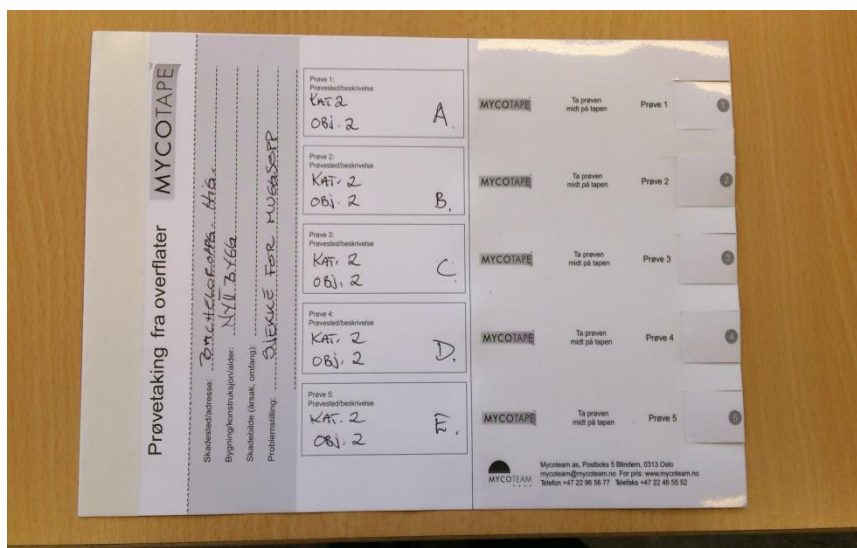 Prøvetaking fra overflater MYCOTAPE
Skadested/adresse: BACHELOROPPG. HiG
Bygning/konstruksjon/alder: NYTT BYGG
Skadebilde (årsak, omfang):
Problemstilling: SJEKKE FOR MUGGSOPP
Prøve 1:
Prøvested/beskrivelse
KAT 2
OBJ. 2 A.
Prøve 2:
Prøvested/beskrivelse
KAT. 2
OBJ. 2 B.
Prøve 3:
Prøvested/beskrivelse
KAT. 2
OBJ. 2 C
Prøve 4:
Prøvested/beskrivelse
KAT. 2
OBJ. 2 D.
Prøve 5:
Prøvested/beskrivelse
KAT. 2
OBJ. 2 E.
MYCOTAPE Ta prøven midt på tapen Prøve 1 1
MYCOTAPE Ta prøven midt på tapen Prøve 2 2
MYCOTAPE Ta prøven midt på tapen Prøve 3 3
MYCOTAPE Ta prøven midt på tapen Prøve 4 4
MYCOTAPE Ta prøven midt på tapen Prøve 5 5
MYCOTEAM
Mycoteam as, Postboks 5 Blindern, 0313 Oslo
mycoteam@mycoteam.no For pris: www.mycoteam.no
Telefon +47 22 96 56 77 Telefaks +47 22 46 55 52